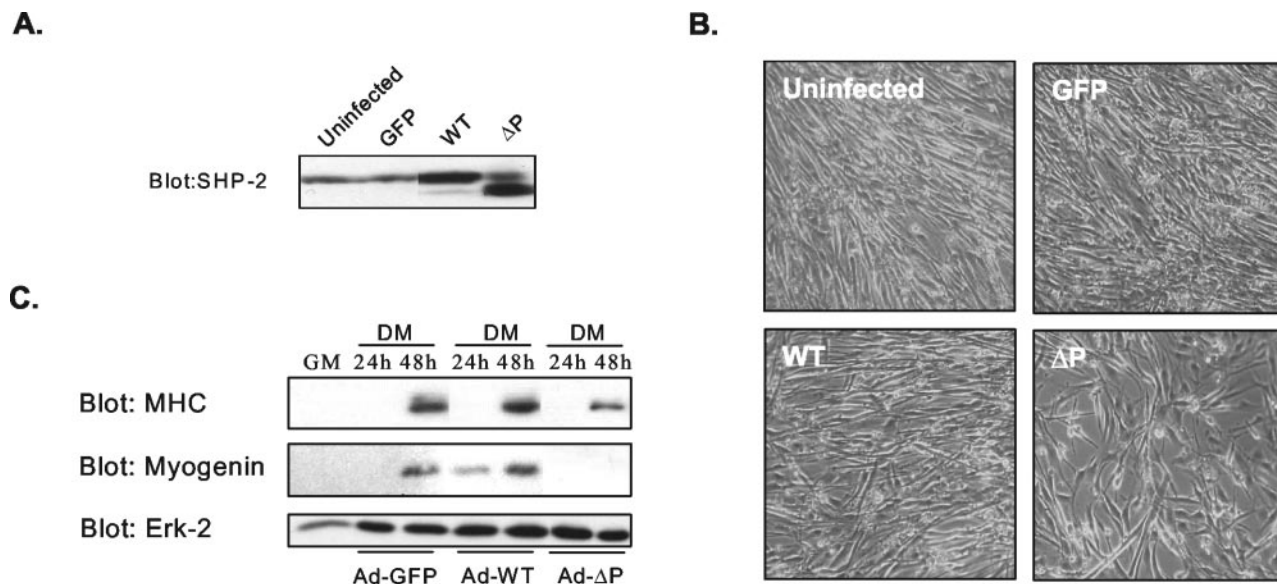 A.
Uninfected
GFP
WT
ΔP
Blot:SHP-2
B.
Uninfected
GFP
WT
ΔP
C.
DM DM DM
GM 24h 48h 24h 48h 24h 48h
Blot: MHC
Blot: Myogenin
Blot: Erk-2
Ad-GFP Ad-WT Ad-ΔP